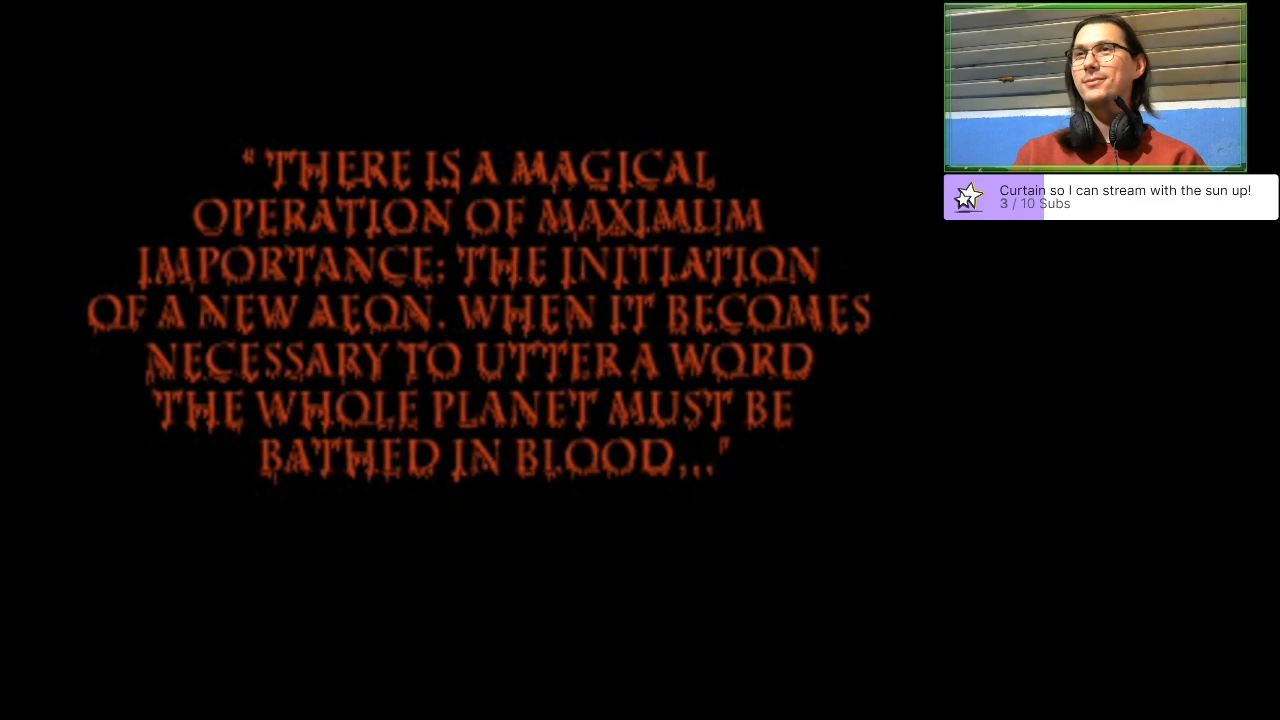 " THERE IS A MAGICAL
OPERATION OF MAXIMUM
IMPORTANCE: THE INITIATION
OF A NEW AEON. WHEN IT BECOMES
NECESSARY TO UTTER A WORD
THE WHOLE PLANET MUST BE
BATHED IN BLOOD..."
Curtain so I can stream with the sun up!
3 / 10 Subs